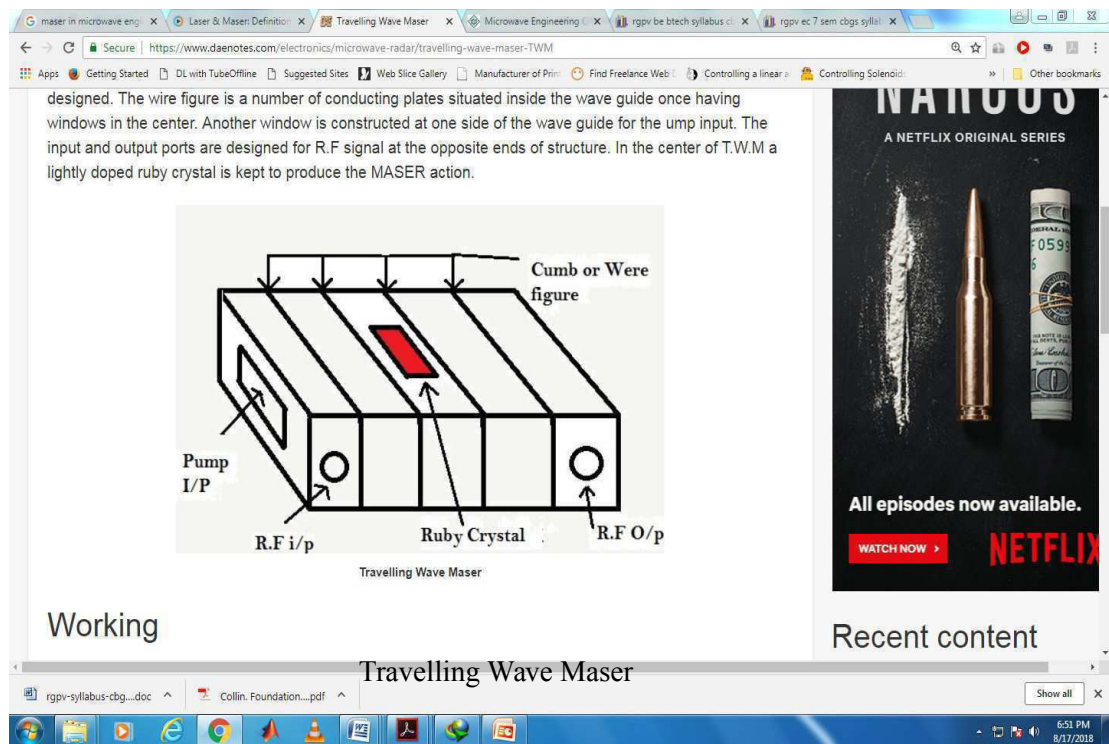 maser in microwave eng
Laser & Maser: Definition
Travelling Wave Maser
Microwave Engineering
rgpv be btech syllabus
rgpv ec 7 sem cbgs
Secure
https://www.daenotes.com/electronics/microwave-radar/travelling-wave-maser-TWM
Apps
Getting Started
DL with TubeOffline
Suggested Sites
Web Slice Gallery
Manufacturer of
Find Freelance Web
Controlling a linear a
Controlling Solenoid
Other bookmarks
designed. The wire figure is a number of conducting plates situated inside the wave guide once having
windows in the center. Another window is constructed at one side of the wave guide for the ump input. The
input and output ports are designed for R.F signal at the opposite ends of structure. In the center of T.W.M a
lightly doped ruby crystal is kept to produce the MASER action.
Cumb or Were
figure
Pump
I/P
R.F i/p
Ruby Crystal
R.F O/p
Travelling Wave Maser
Working
NARCOS
A NETFLIX ORIGINAL SERIES
All episodes now available.
WATCH NOW >
NETFLIX
Recent content
Travelling Wave Maser
rgpv-syllabus-cbg....doc
Collin. Foundation....pdf
Show all
6:51 PM
8/17/2018